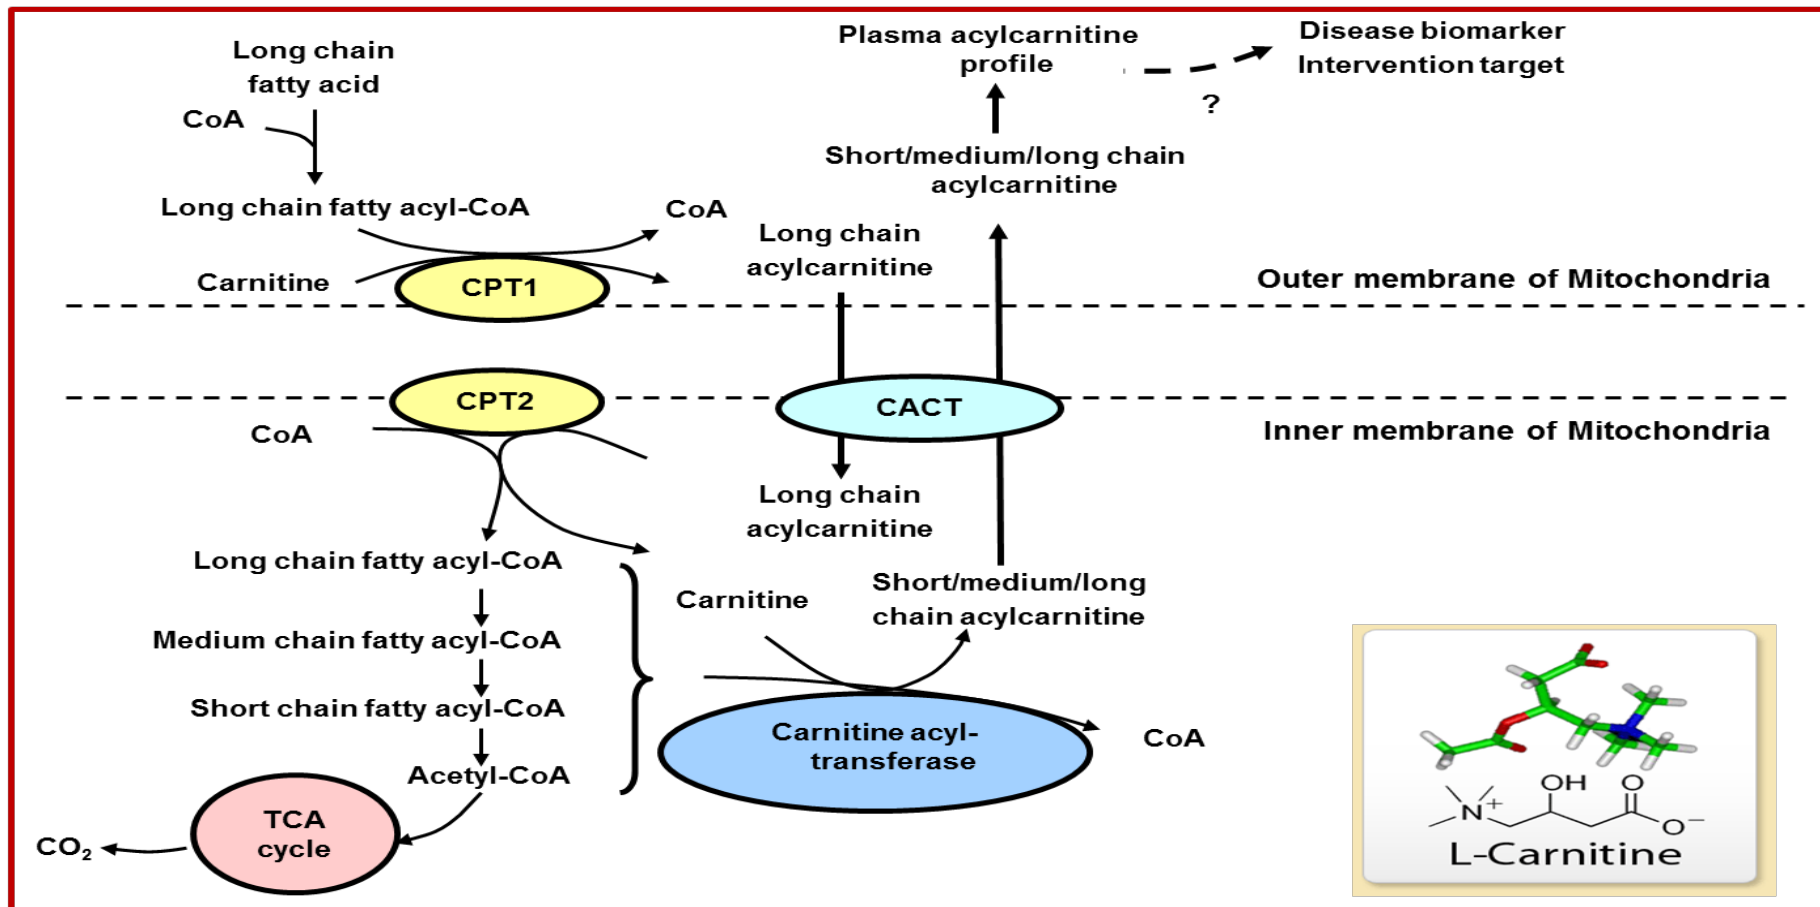 Long chain
fatty acid
CoA
Long chain fatty acyl-CoA
CoA
Carnitine
CPT1
Long chain
acylcarnitine
Plasma acylcarnitine
profile
Disease biomarker
Intervention target
?
Short/medium/long chain
acylcarnitine
Outer membrane of Mitochondria
CPT2
CACT
CoA
Inner membrane of Mitochondria
Long chain
acylcarnitine
Long chain fatty acyl-CoA
Medium chain fatty acyl-CoA
Short chain fatty acyl-CoA
Acetyl-CoA
TCA
cycle
CO₂
Carnitine
Short/medium/long
chain acylcarnitine
Carnitine acyl-
transferase
CoA
OH
O
N+
O−
L-Carnitine